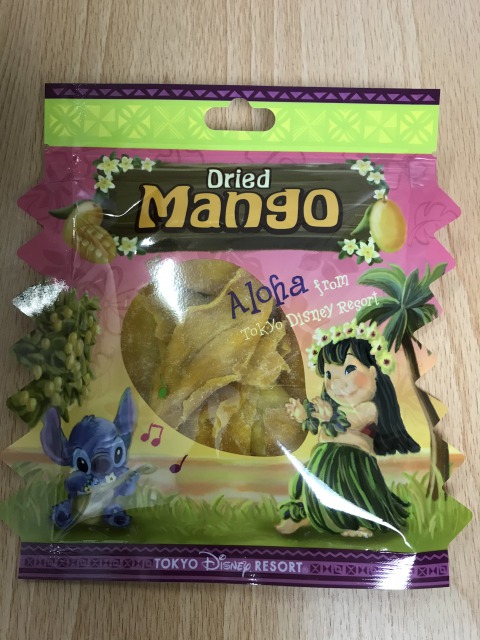 Dried
Mango
Aloha from
Tokyo Disney Resort
TOKYO Disney RESORT